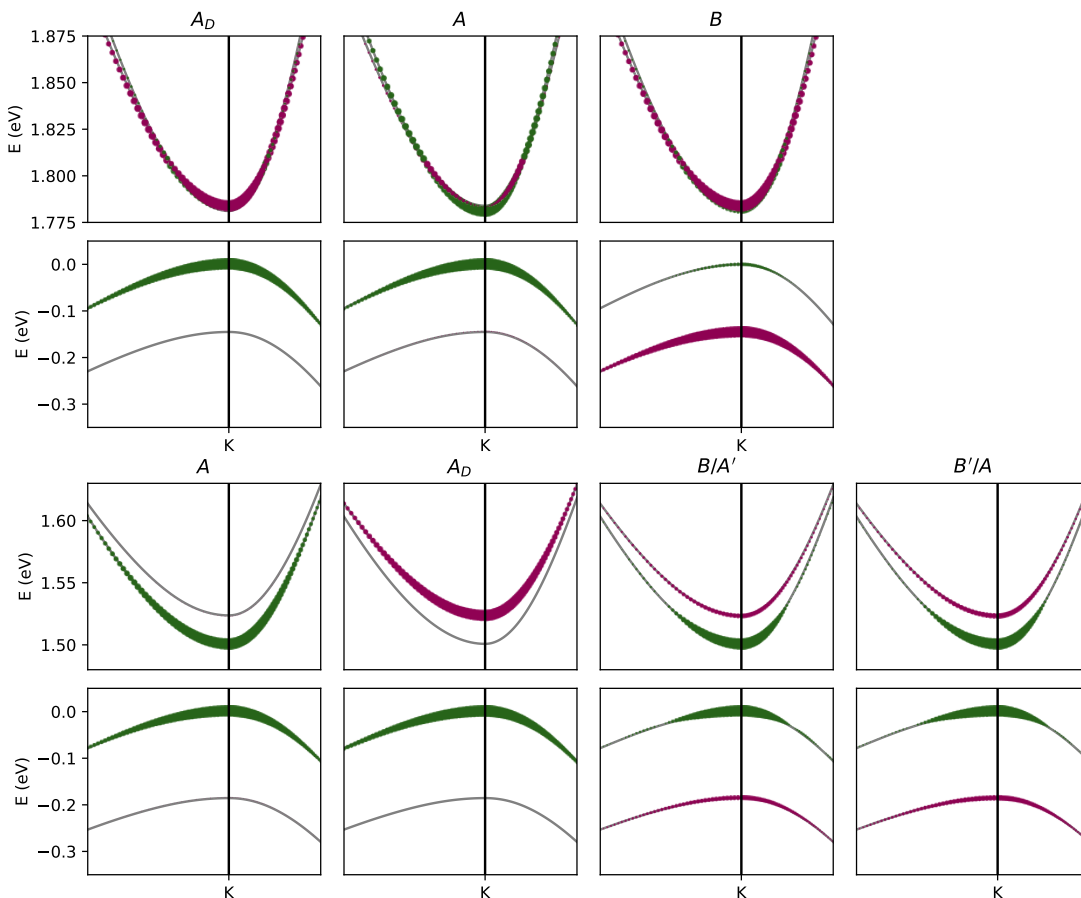 A_D A B
1.875
1.850
1.825
1.800
1.775
E (eV)
0.0
−0.1
−0.2
−0.3
E (eV)
K K K
A A_D B/A′ B′/A
1.60
1.55
1.50
E (eV)
0.0
−0.1
−0.2
−0.3
E (eV)
K K K K